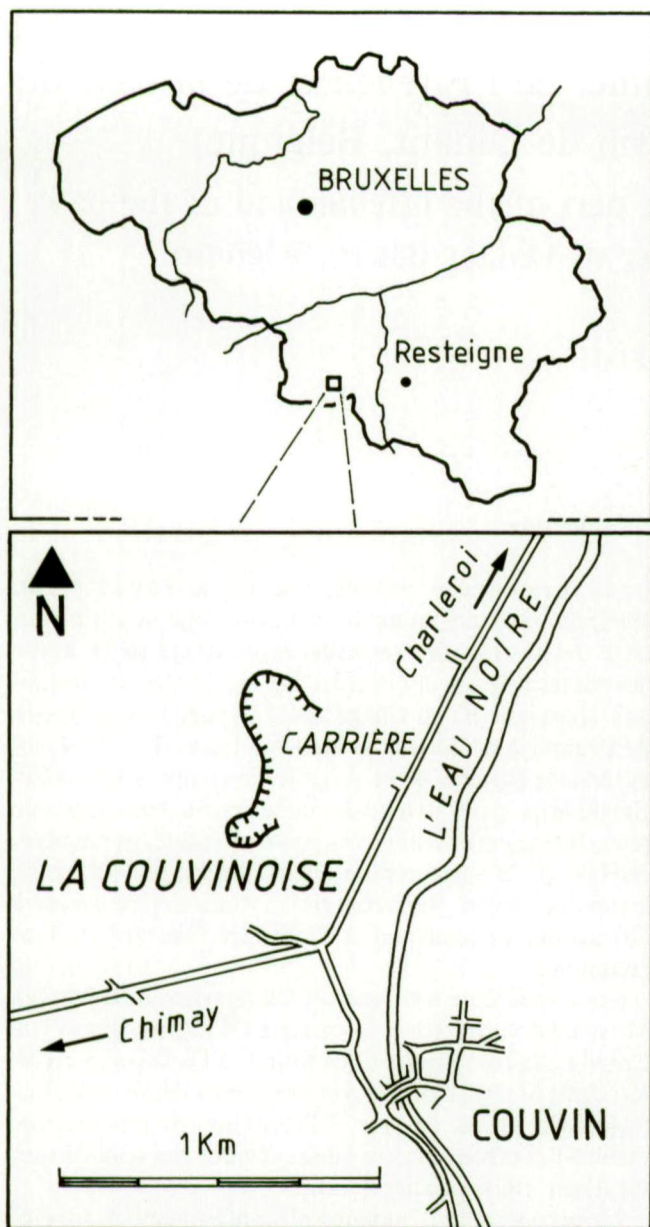 BRUXELLES
Resteigne
N
Charleroi
L'EAU NOIRE
CARRIÈRE
LA COUVINOISE
Chimay
COUVIN
1Km